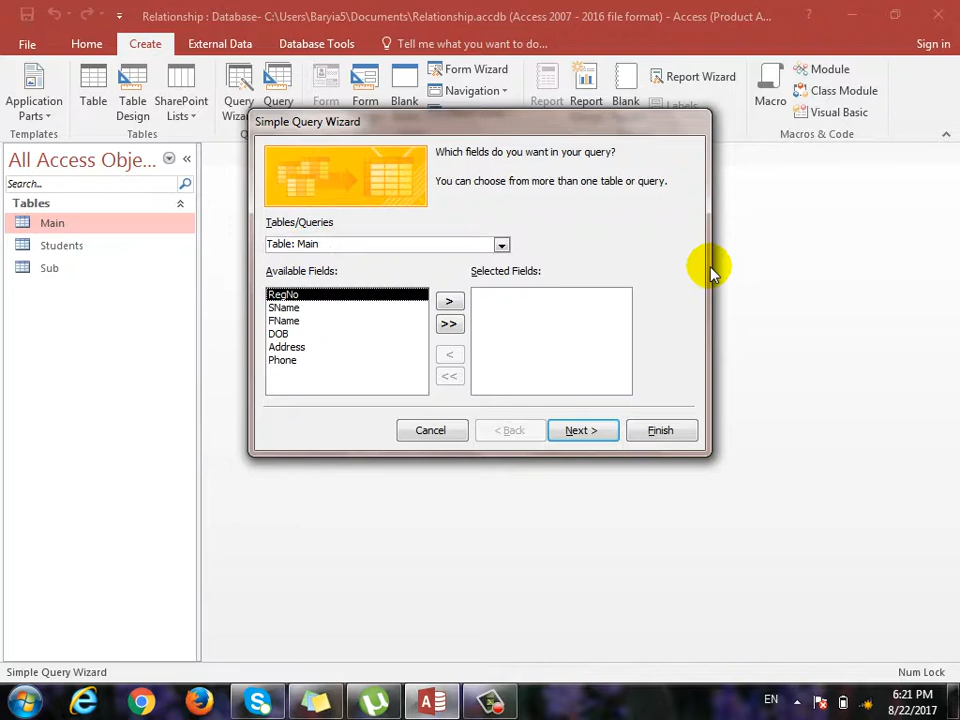 Relationship : Database- C:\Users\Baryia5\Documents\Relationship.accdb (Access 2007 - 2016 file format) - Access (Product A...
File
Home
Create
External Data
Database Tools
Tell me what you want to do...
Sign in
Application Parts
Templates
Table
Table Design
SharePoint Lists
Tables
Query
Query
Form
Form
Blank
Form Wizard
Navigation
Report
Report
Blank
Report Wizard
Labels
Macro
Module
Class Module
Visual Basic
Macros & Code
All Access Obje...
Search...
Tables
Main
Students
Sub
Simple Query Wizard
Which fields do you want in your query?
You can choose from more than one table or query.
Tables/Queries
Table: Main
Available Fields:
Selected Fields:
RegNo
SName
FName
DOB
Address
Phone
>
>>
<
<<
Cancel
< Back
Next >
Finish
Simple Query Wizard
Num Lock
EN
6:21 PM
8/22/2017